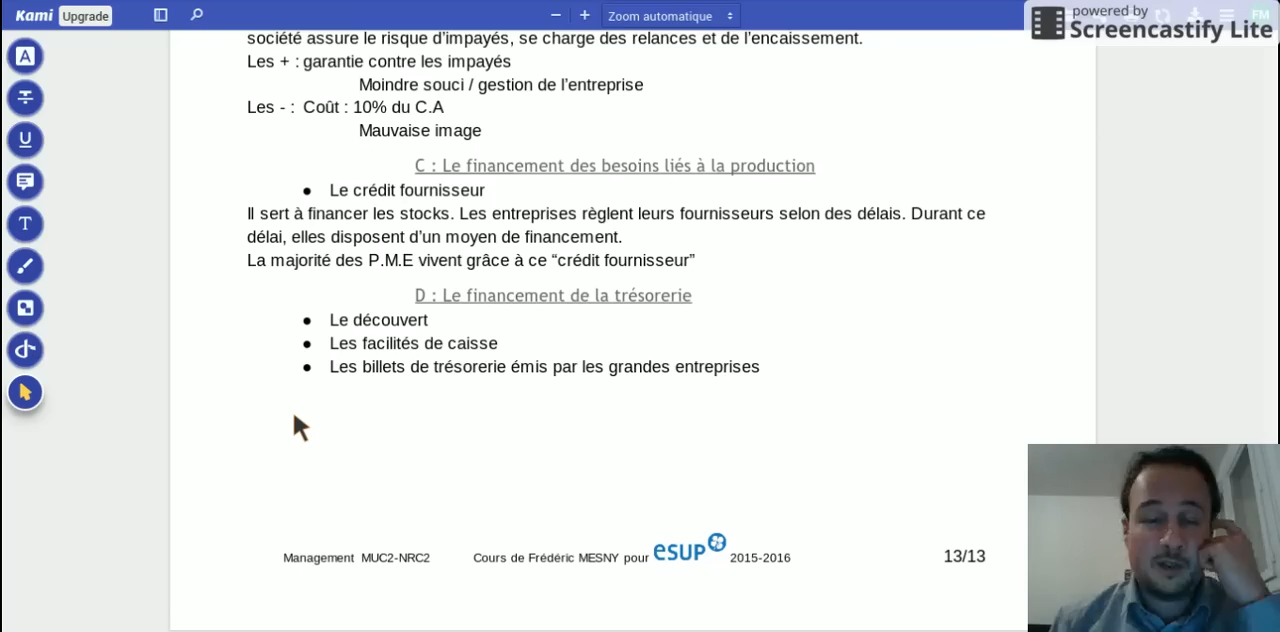 Kami Upgrade Zoom automatique
powered by
Screencastify Lite
FM
A
U
T
société assure le risque d'impayés, se charge des relances et de l'encaissement.
Les + : garantie contre les impayés
Moindre souci / gestion de l'entreprise
Les - : Coût : 10% du C.A
Mauvaise image
C : Le financement des besoins liés à la production
● Le crédit fournisseur
Il sert à financer les stocks. Les entreprises règlent leurs fournisseurs selon des délais. Durant ce
délai, elles disposent d'un moyen de financement.
La majorité des P.M.E vivent grâce à ce “crédit fournisseur”
D : Le financement de la trésorerie
● Le découvert
● Les facilités de caisse
● Les billets de trésorerie émis par les grandes entreprises
Management MUC2-NRC2 Cours de Frédéric MESNY pour esup 2015-2016 13/13